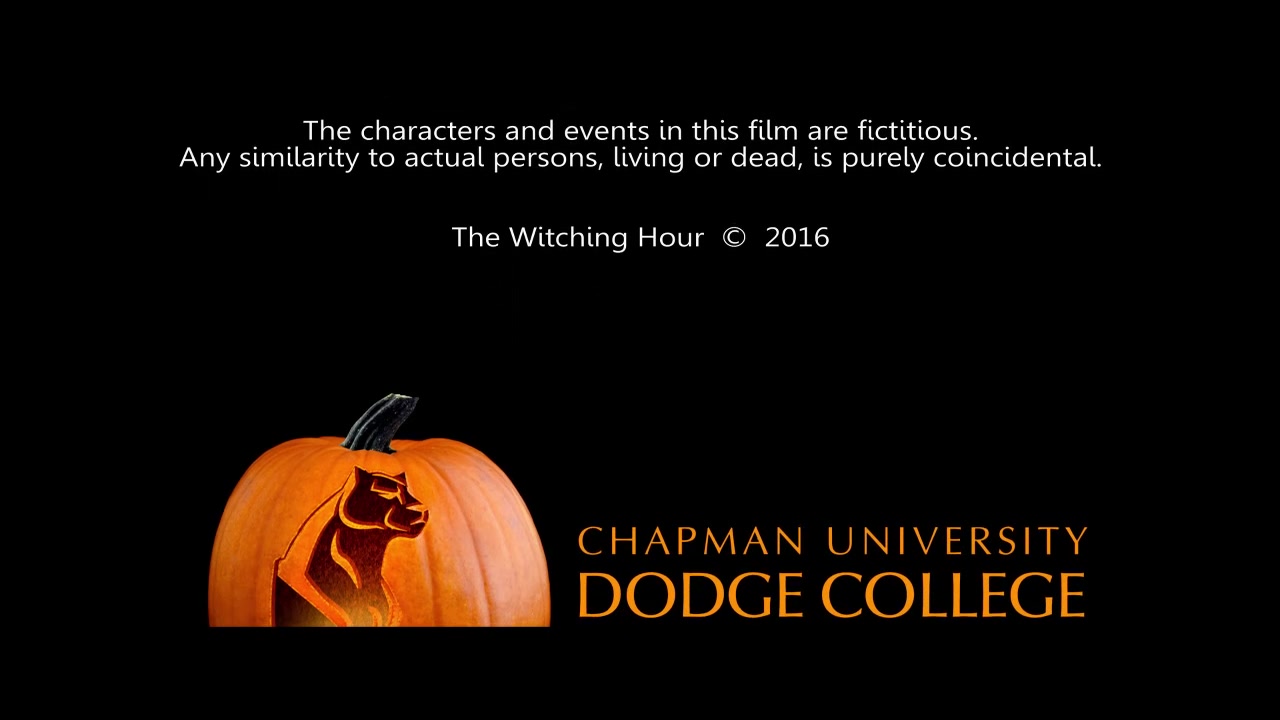 The characters and events in this film are fictitious.
Any similarity to actual persons, living or dead, is purely coincidental.
The Witching Hour © 2016
CHAPMAN UNIVERSITY
DODGE COLLEGE